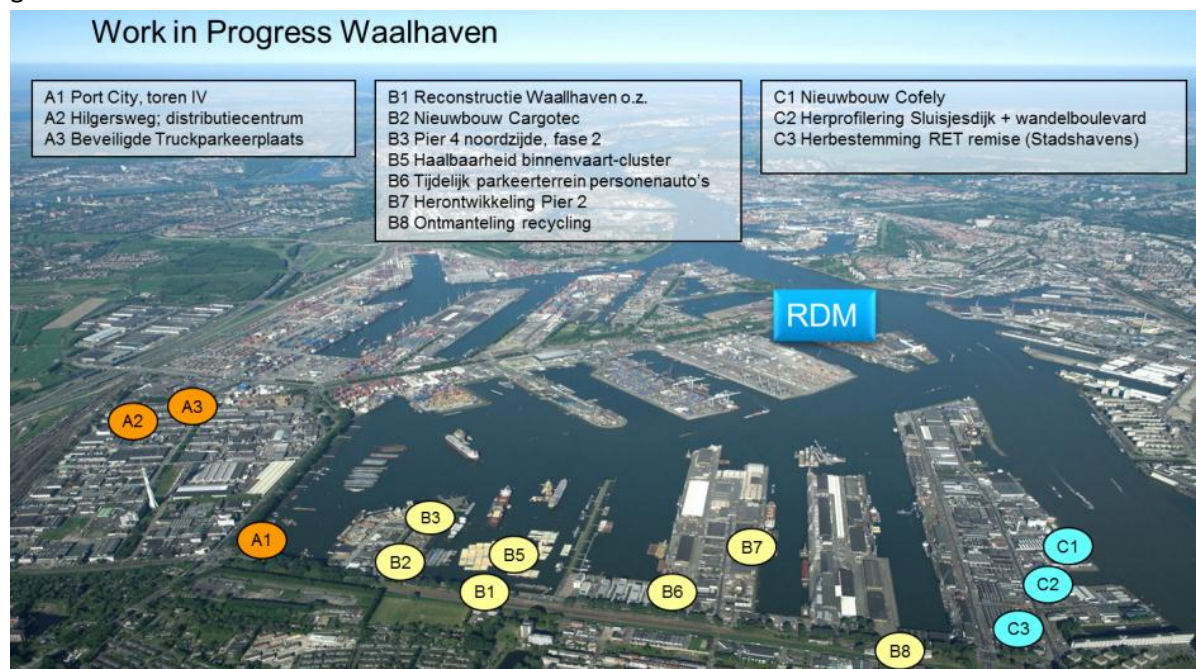 Work in Progress Waalhaven
A1 Port City, toren IV
A2 Hilgersweg; distributiecentrum
A3 Beveiligde Truckparkeerplaats
B1 Reconstructie Waallhaven o.z.
B2 Nieuwbouw Cargotec
B3 Pier 4 noordzijde, fase 2
B5 Haalbaarheid binnenvaart-cluster
B6 Tijdelijk parkeerterrein personenauto's
B7 Herontwikkeling Pier 2
B8 Ontmanteling recycling
C1 Nieuwbouw Cofely
C2 Herprofilering Sluisjesdijk + wandelboulevard
C3 Herbestemming RET remise (Stadshavens)
RDM
A2
A3
A1
B3
B2
B5
B1
B6
B7
B8
C1
C2
C3